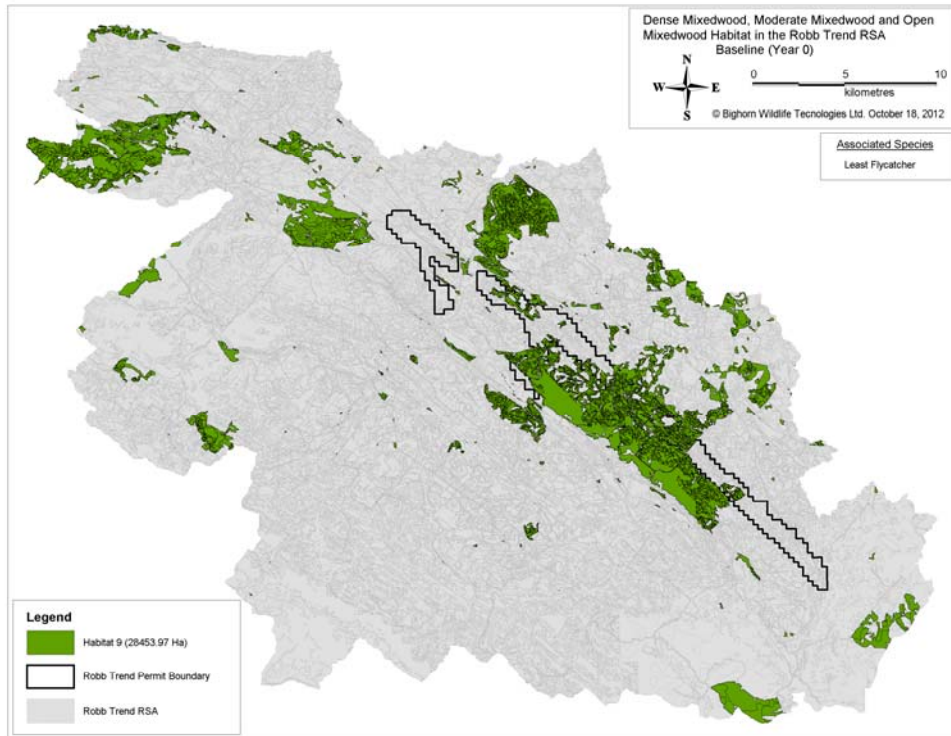 Dense Mixedwood, Moderate Mixedwood and Open
Mixedwood Habitat in the Robb Trend RSA
Baseline (Year 0)
N
W E
S
0 5 10
kilometres
© Bighorn Wildlife Tecnologies Ltd. October 18, 2012
Associated Species
Least Flycatcher
Legend
Habitat 9 (28453.97 Ha)
Robb Trend Permit Boundary
Robb Trend RSA